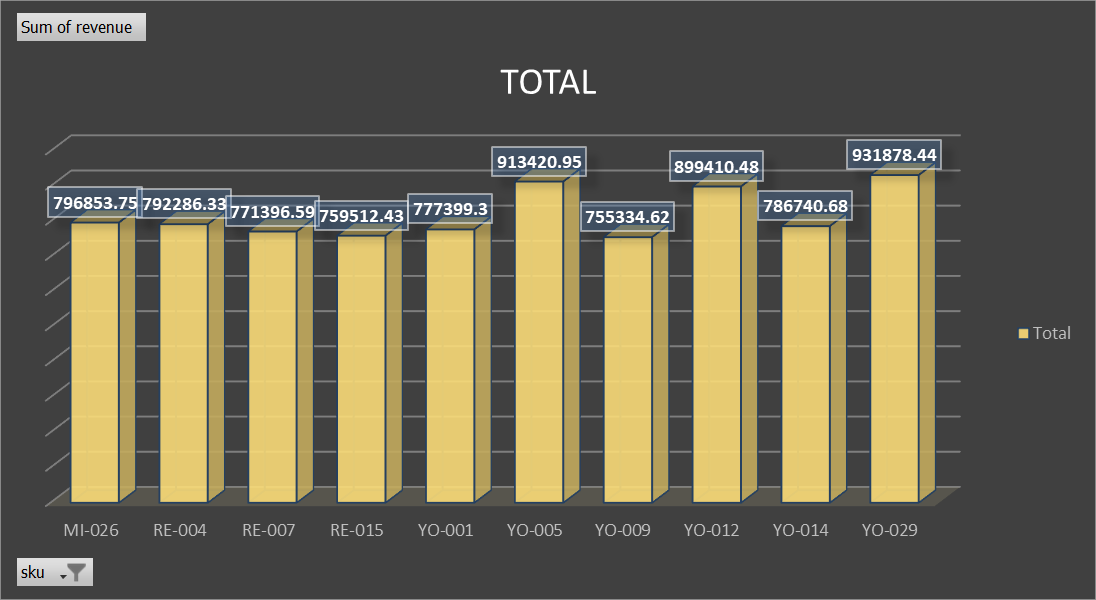 Sum of revenue
TOTAL
796853.75 792286.33 771396.59 759512.43 777399.3 913420.95 755334.62 899410.48 786740.68 931878.44
Total
MI-026 RE-004 RE-007 RE-015 YO-001 YO-005 YO-009 YO-012 YO-014 YO-029
sku